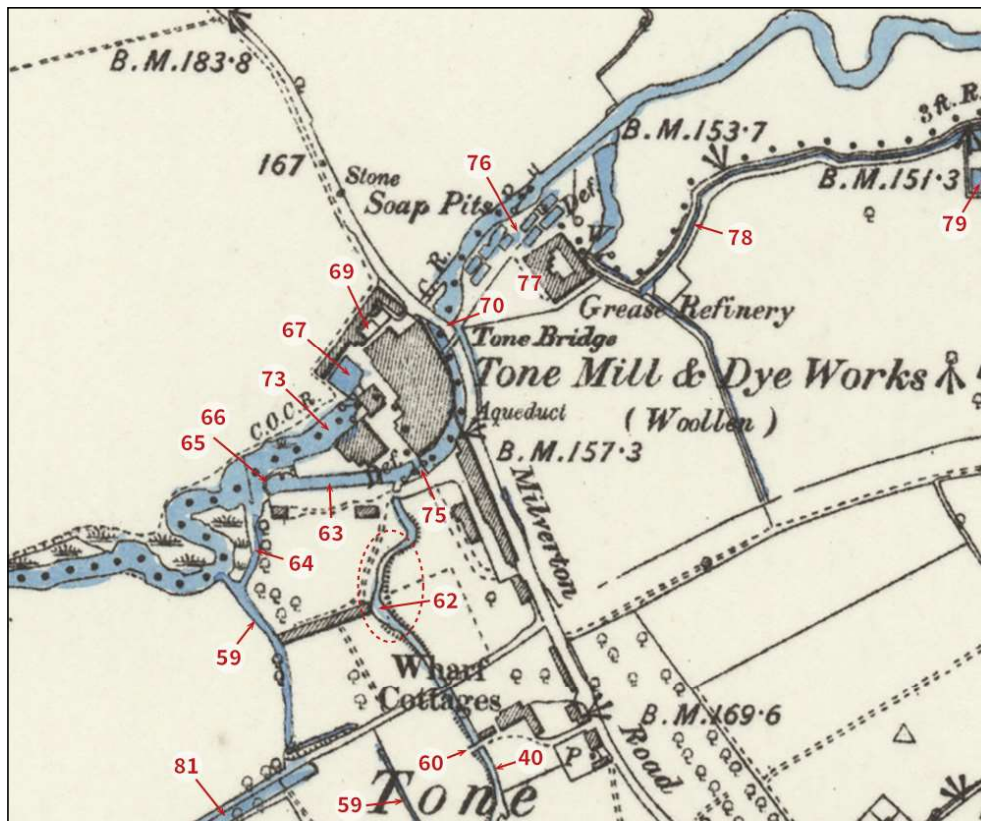 B.M.183·8
3ft.R.
B.M.153·7
76
167
Stone
Def
B.M.151·3
79
Soap Pits
78
W
69
77
C.R.
70
Grease Refinery
67
Tone Bridge
73
Tone Mill & Dye Works
C.O.C.R.
Aqueduct
(Woollen)
66
65
Def
B.M.157·3
63
75
Milverton
64
62
59
Wharf
Cottages
B.M.169·6
60
40
P
Road
81
59
Tone